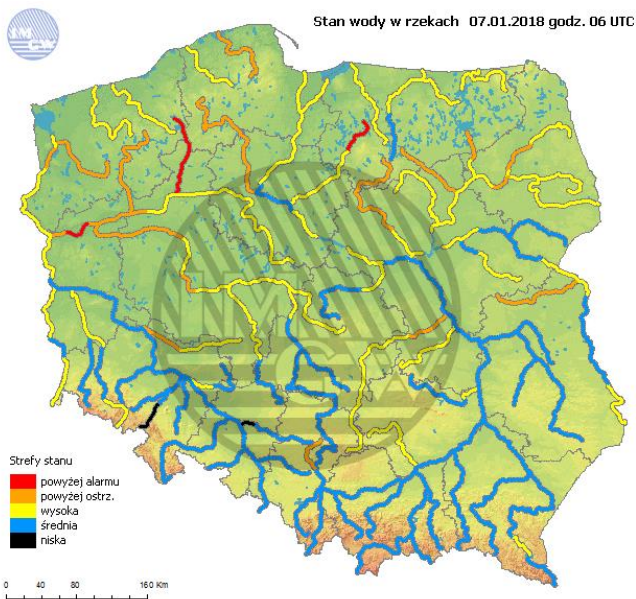 Stan wody w rzekach 07.01.2018 godz. 06 UTC
Strefy stanu
powyżej alarmu
powyżej ostrz.
wysoka
średnia
niska
0 40 80 160 Km